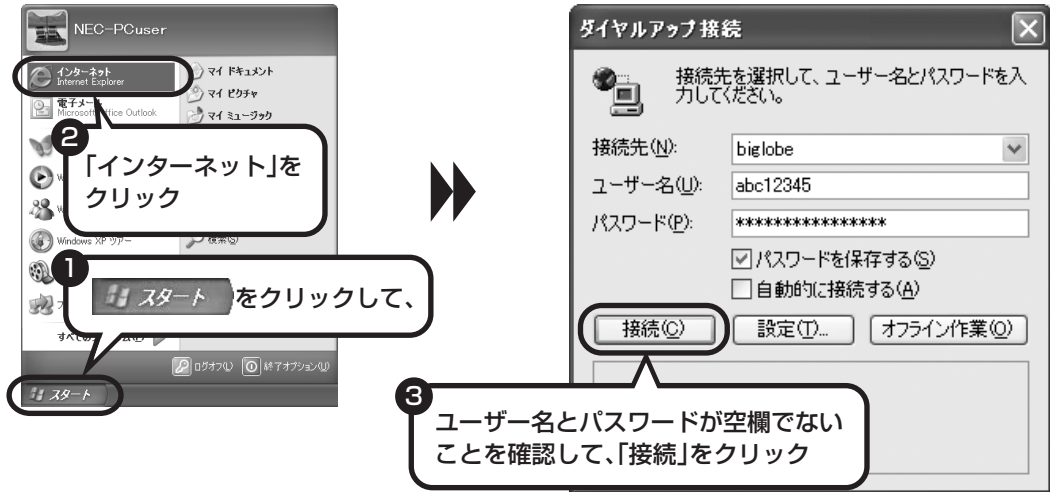 NEC-PCuser
インターネット
Internet Explorer
電子メール
Microsoft Office Outlook
マイ ドキュメント
マイ ピクチャ
マイ ミュージック
2
「インターネット」を
クリック
Windows XP ツアー
検索(S)
1
スタート をクリックして、
ログオフ(L)
終了オプション(U)
スタート
ダイヤルアップ接続
接続先を選択して、ユーザー名とパスワードを入
力してください。
接続先(N):
biglobe
ユーザー名(U):
abc12345
パスワード(P):
****************
パスワードを保存する(S)
自動的に接続する(A)
接続(C)
設定(T)...
オフライン作業(O)
3
ユーザー名とパスワードが空欄でない
ことを確認して、「接続」をクリック